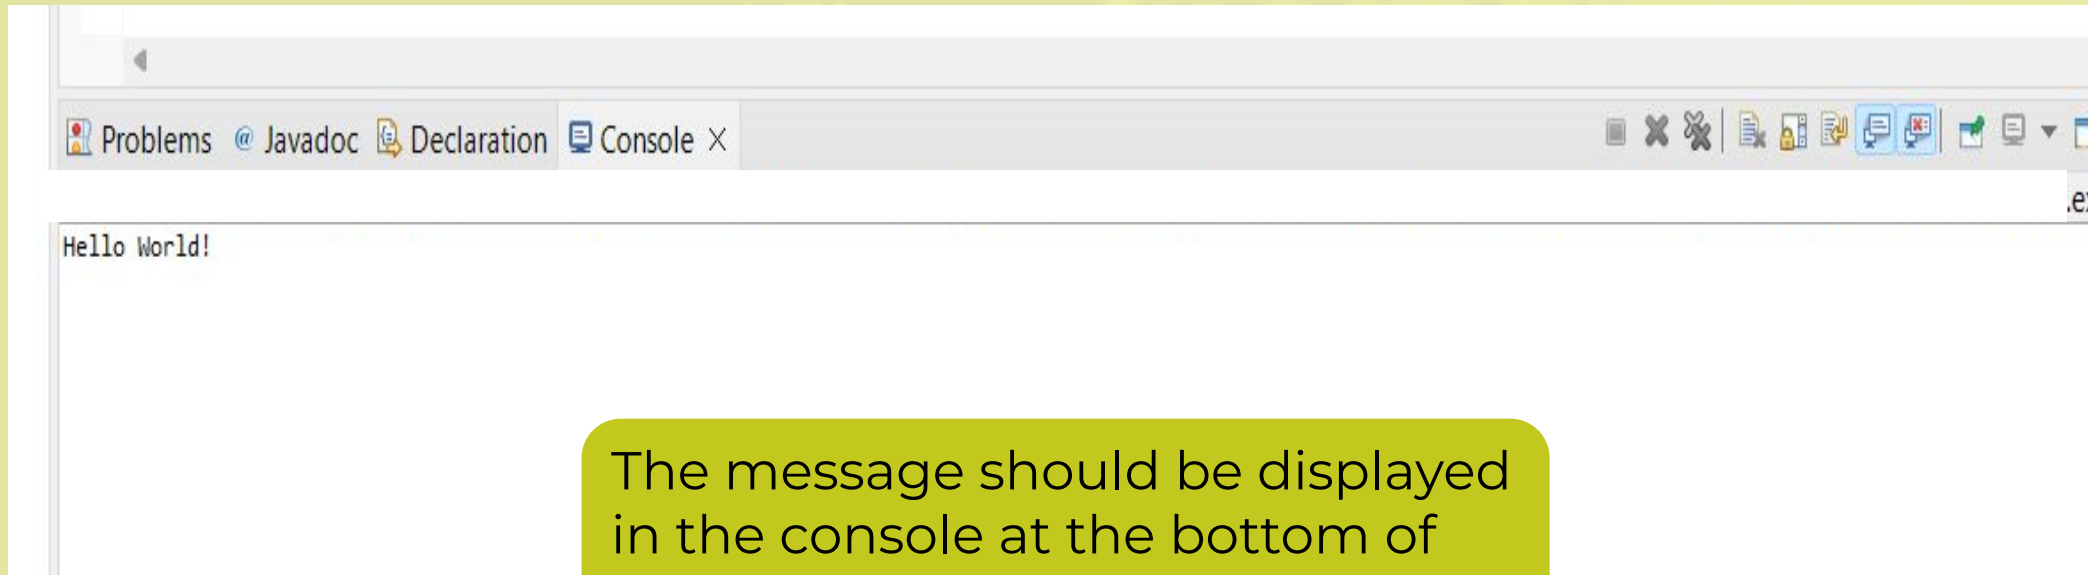 Problems @ Javadoc Declaration Console
Hello World!
The message should be displayed
in the console at the bottom of